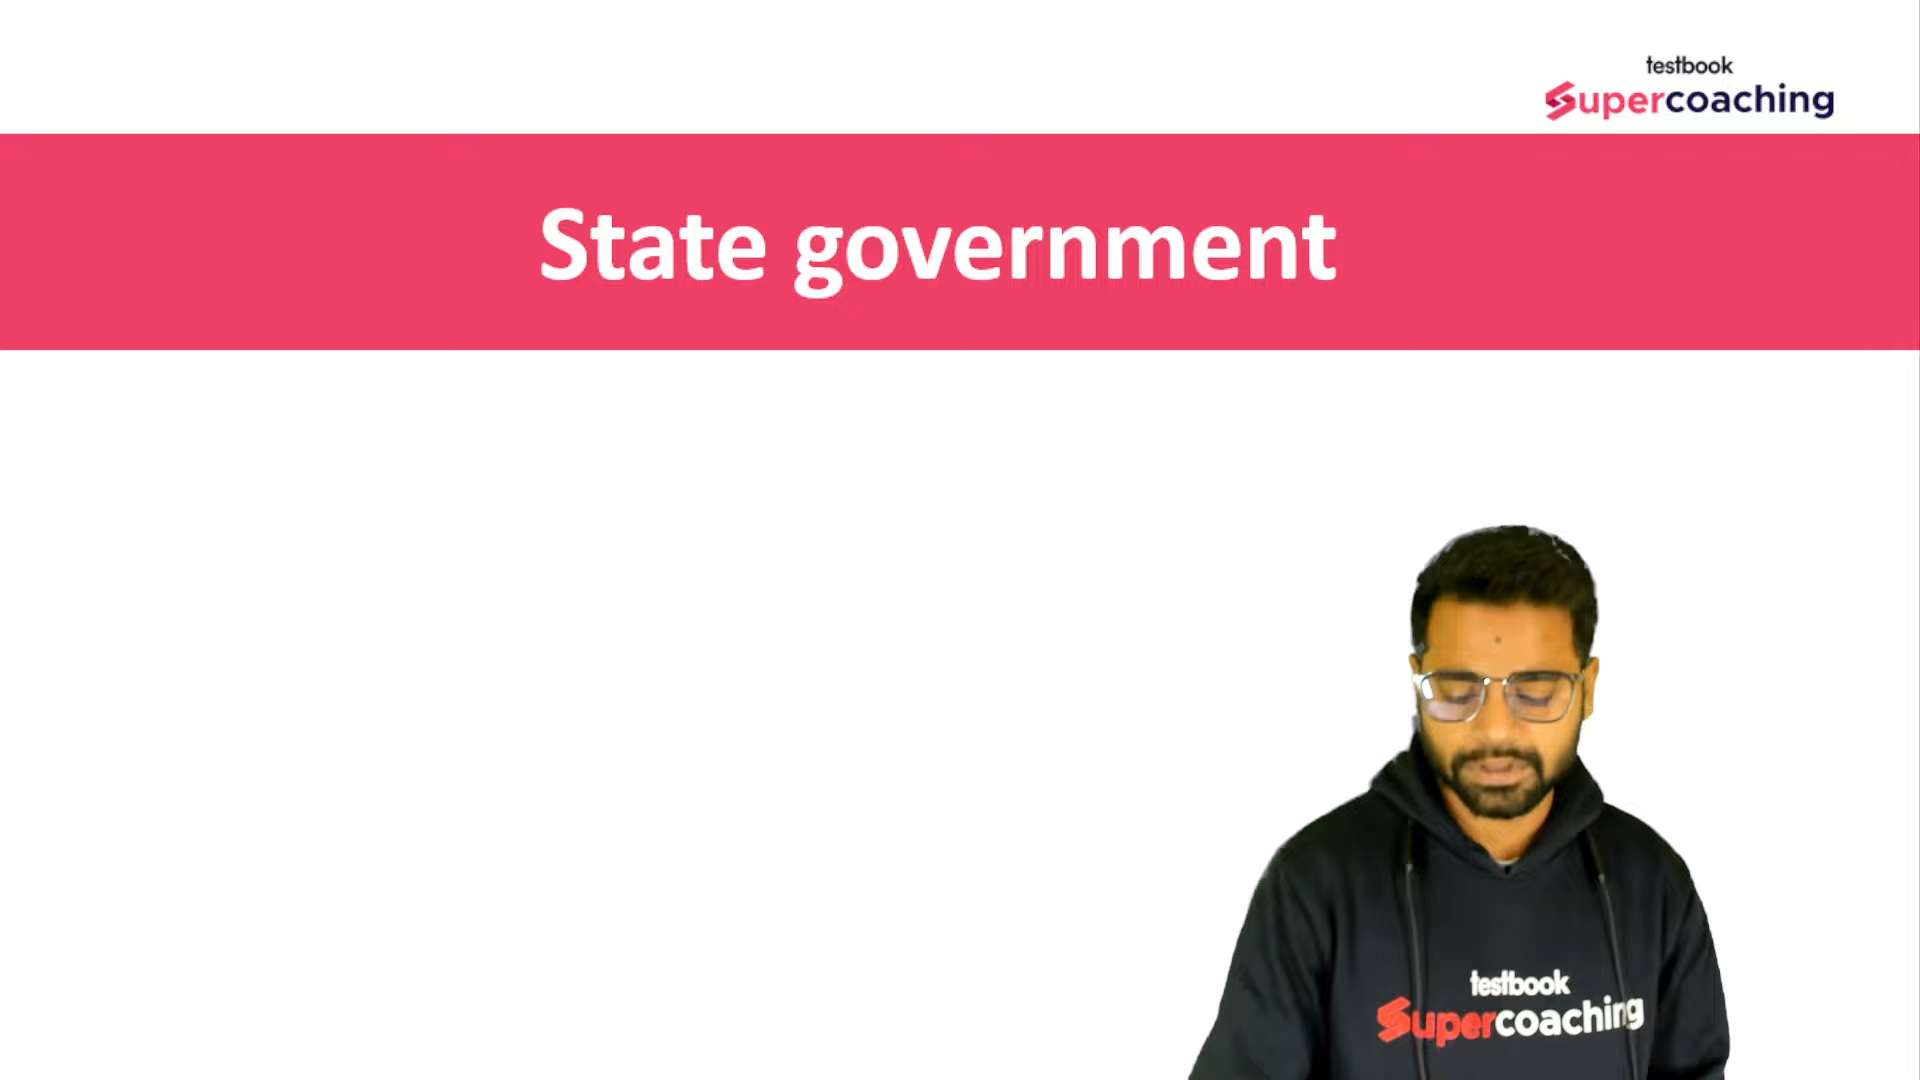 testbook
Supercoaching
State government
testbook
Supercoaching